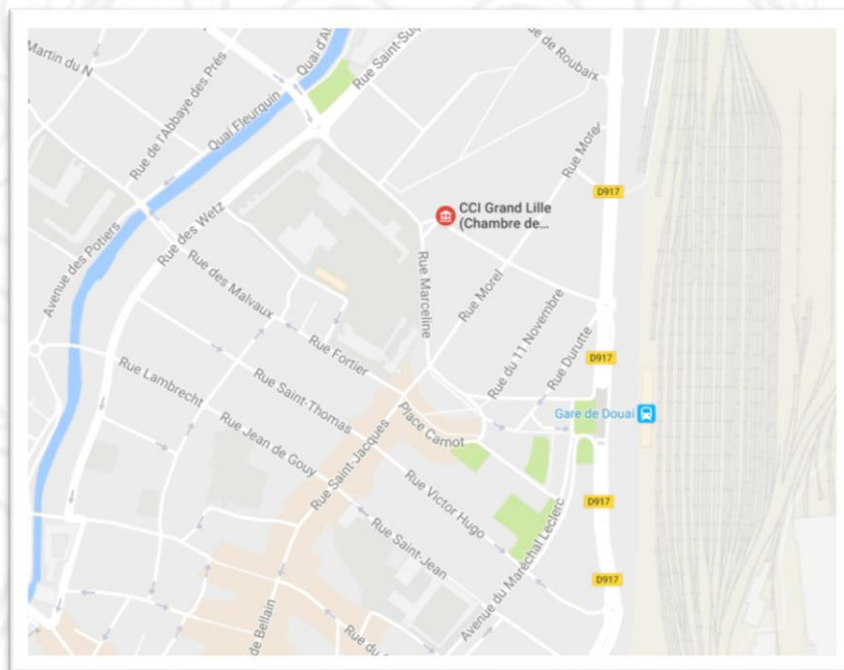 Martin du N
Rue de l'Abbaye des Prés
Quai Fleurquin
Quai d'A
Rue Saint-Su
e de Roubaix
Rue Morel
D917
CCI Grand Lille
(Chambre de...
Avenue des Potiers
Rue des Wetz
Rue des Malvaux
Rue Marceline
Rue Morel
Rue du 11 Novembre
Rue Durutte
D917
Rue Fortier
Rue Lambrecht
Rue Saint-Thomas
Place Carnot
Gare de Douai
Rue Jean de Gouy
Rue Saint-Jacques
Rue Victor Hugo
D917
Rue Saint-Jean
Avenue du Maréchal Leclerc
D917
de Bellain
Rue du